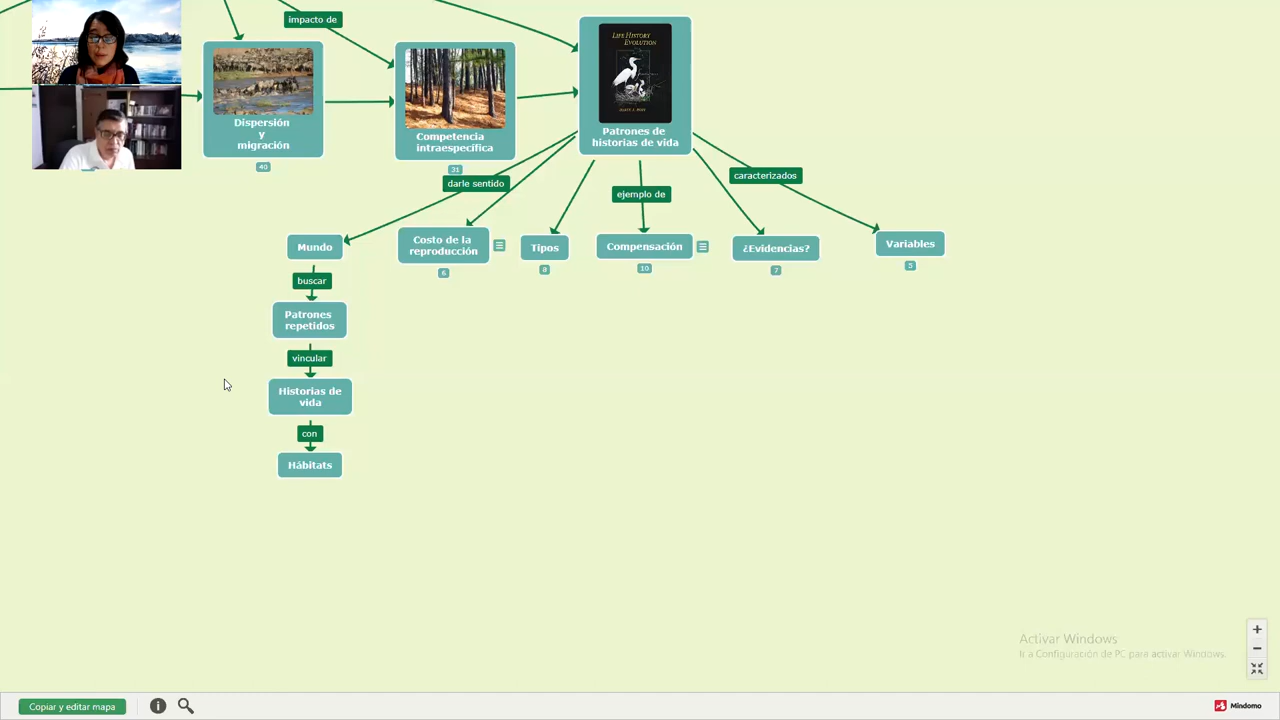 impacto de
LIFE HISTORY
EVOLUTION
Dispersión
y
migración
40
Competencia
intraespecífica
31
Patrones de
historias de vida
darle sentido
ejemplo de
caracterizados
Mundo
Costo de la
reproducción
6
Tipos
8
Compensación
10
¿Evidencias?
7
Variables
5
buscar
Patrones
repetidos
vincular
Historias de
vida
con
Hábitats
Activar Windows
Ir a Configuración de PC para activar Windows.
Copiar y editar mapa
Mindomo